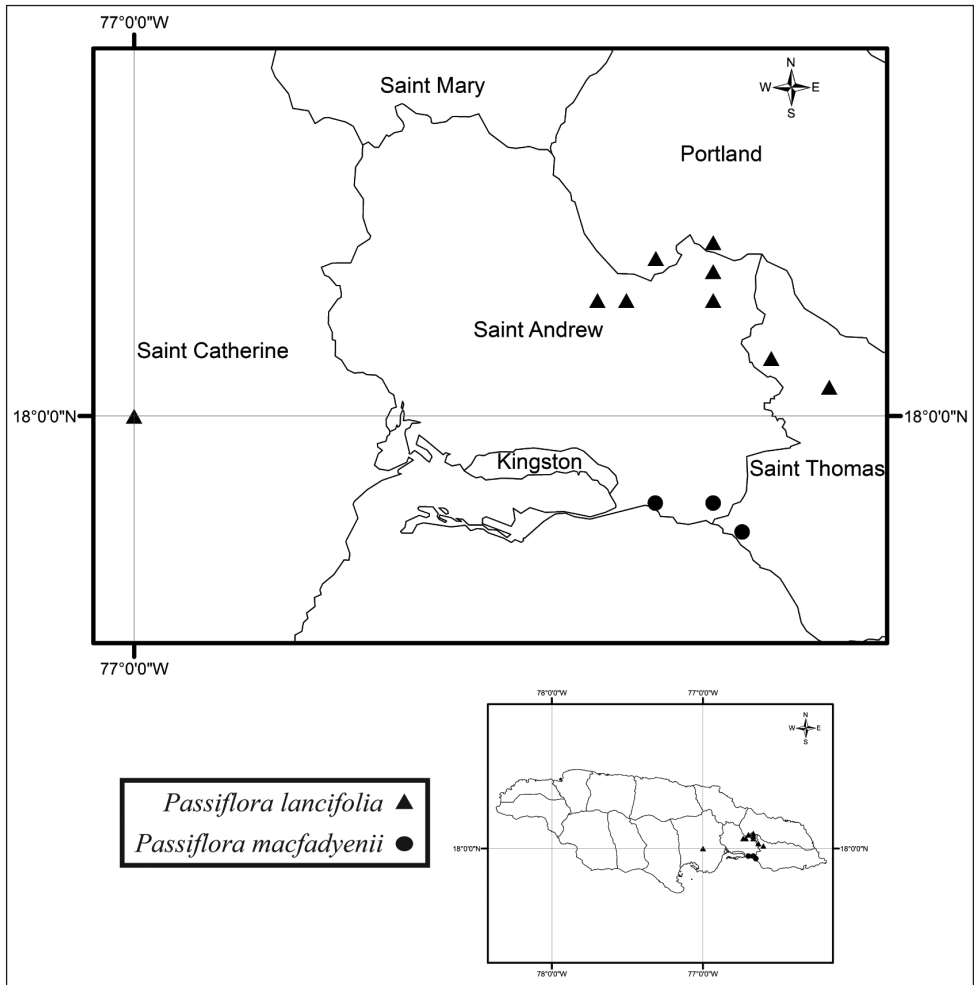 77°0'0"W
Saint Mary
N
W E
S
Portland
Saint Andrew
Saint Catherine
18°0'0"N 18°0'0"N
Kingston
Saint Thomas
77°0'0"W
78°0'0"W 77°0'0"W
N
W E
S
Passiflora lancifolia
Passiflora macfadyenii
18°0'0"N 18°0'0"N
78°0'0"W 77°0'0"W